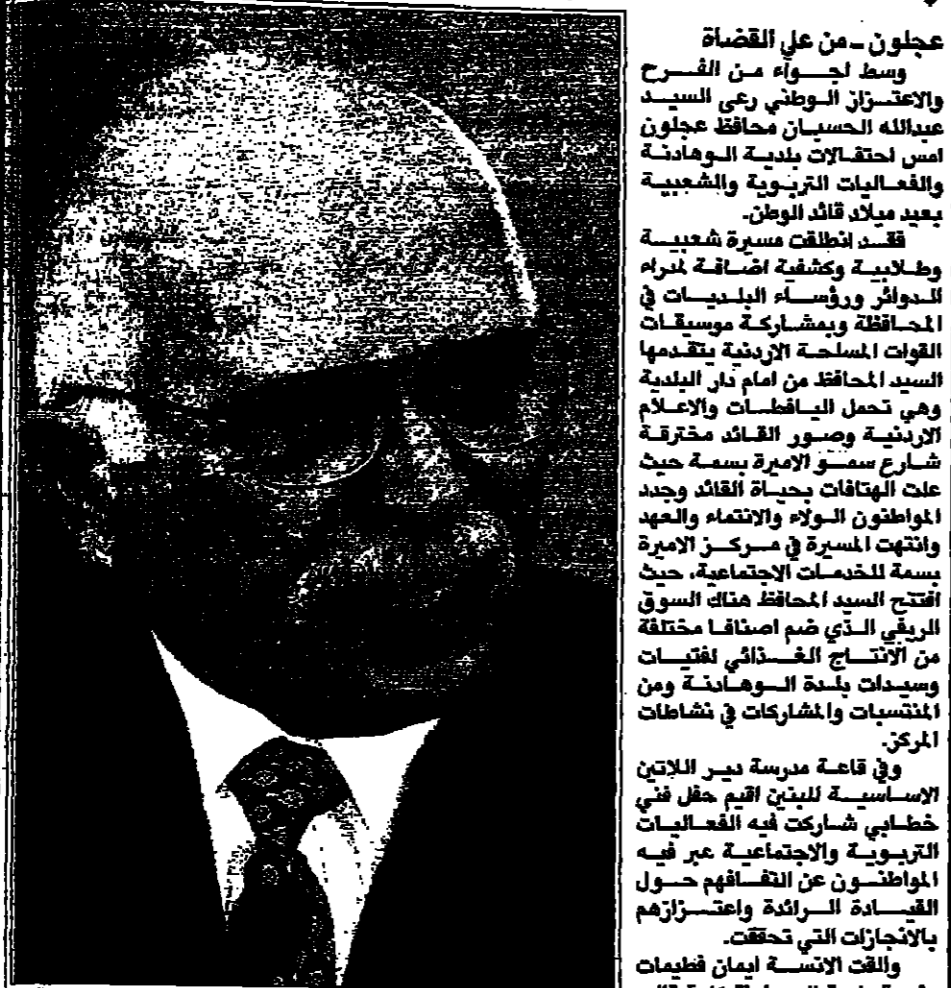 عجلون ـ من علي القضاة
وسط اجواء من الفرح
والاعتزاز الوطني رعى السيد
عبدالله الحسبان محافظ عجلون
امس احتفالات بلدية الوهادنة
والفعاليات التربوية والشعبية
بعيد ميلاد قائد الوطن.
فقد انطلقت مسيرة شعبية
وطلابية وكشفية اضافة لمدراء
الدوائر ورؤساء البلديات في
المحافظة وبمشاركة موسيقات
القوات المسلحة الاردنية يتقدمها
السيد المحافظ من امام دار البلدية
وهي تحمل اليافطات والاعلام
الاردنية وصور القائد مخترقة
شارع سمو الاميرة بسمة حيث
علت الهتافات بحياة القائد وجدد
المواطنون الولاء والانتماء والعهد
وانتهت المسيرة في مركز الاميرة
بسمة للخدمات الاجتماعية، حيث
افتتح السيد المحافظ هناك السوق
الريفي الذي ضم اصنافا مختلفة
من الانتاج الغذائي لفتيات
وسيدات بلدة الوهادنة ومن
المنتسبات والمشاركات في نشاطات
المركز.
وفي قاعة مدرسة دير اللاتين
الاساسية للبنين اقيم حفل فني
خطابي شاركت فيه الفعاليات
التربوية والاجتماعية عبر فيه
المواطنون عن التفافهم حول
القيادة الرائدة واعتزازهم
بالانجازات التي تحققت.
والقت الانسة ايمان فطيمات